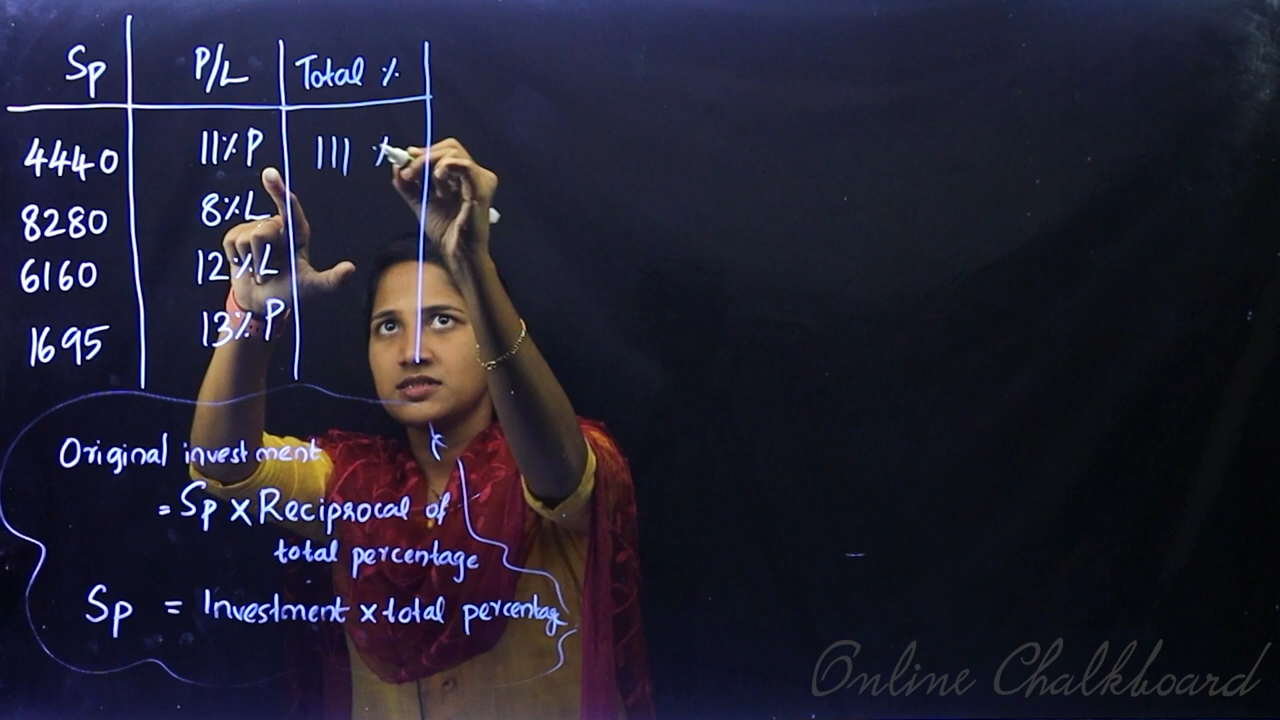 Sp P/L Total %
4440 11% P 111 %
8280 8% L
6160 12% L
1695 13% P
Original investment
= Sp x Reciprocal of
total percentage
Sp = Investment x total percentage
Online Chalkboard